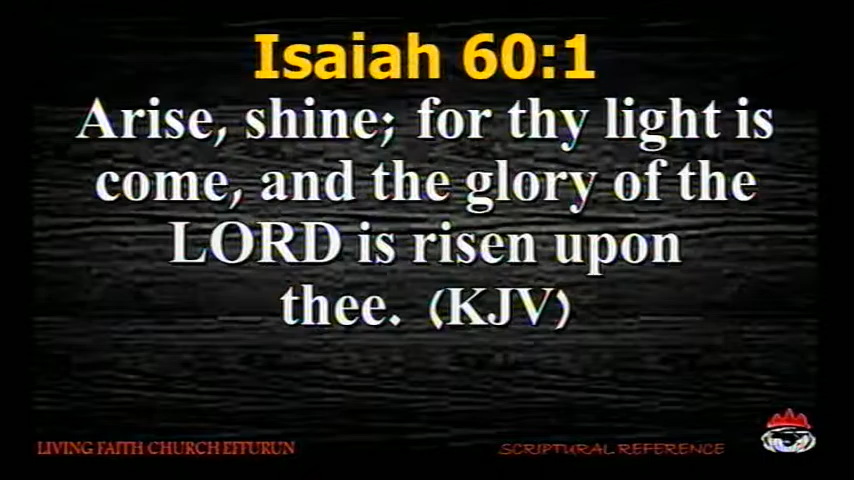 Isaiah 60:1
Arise, shine; for thy light is
come, and the glory of the
LORD is risen upon
thee. (KJV)
LIVING FAITH CHURCH EFFURUN
SCRIPTURAL REFERENCE